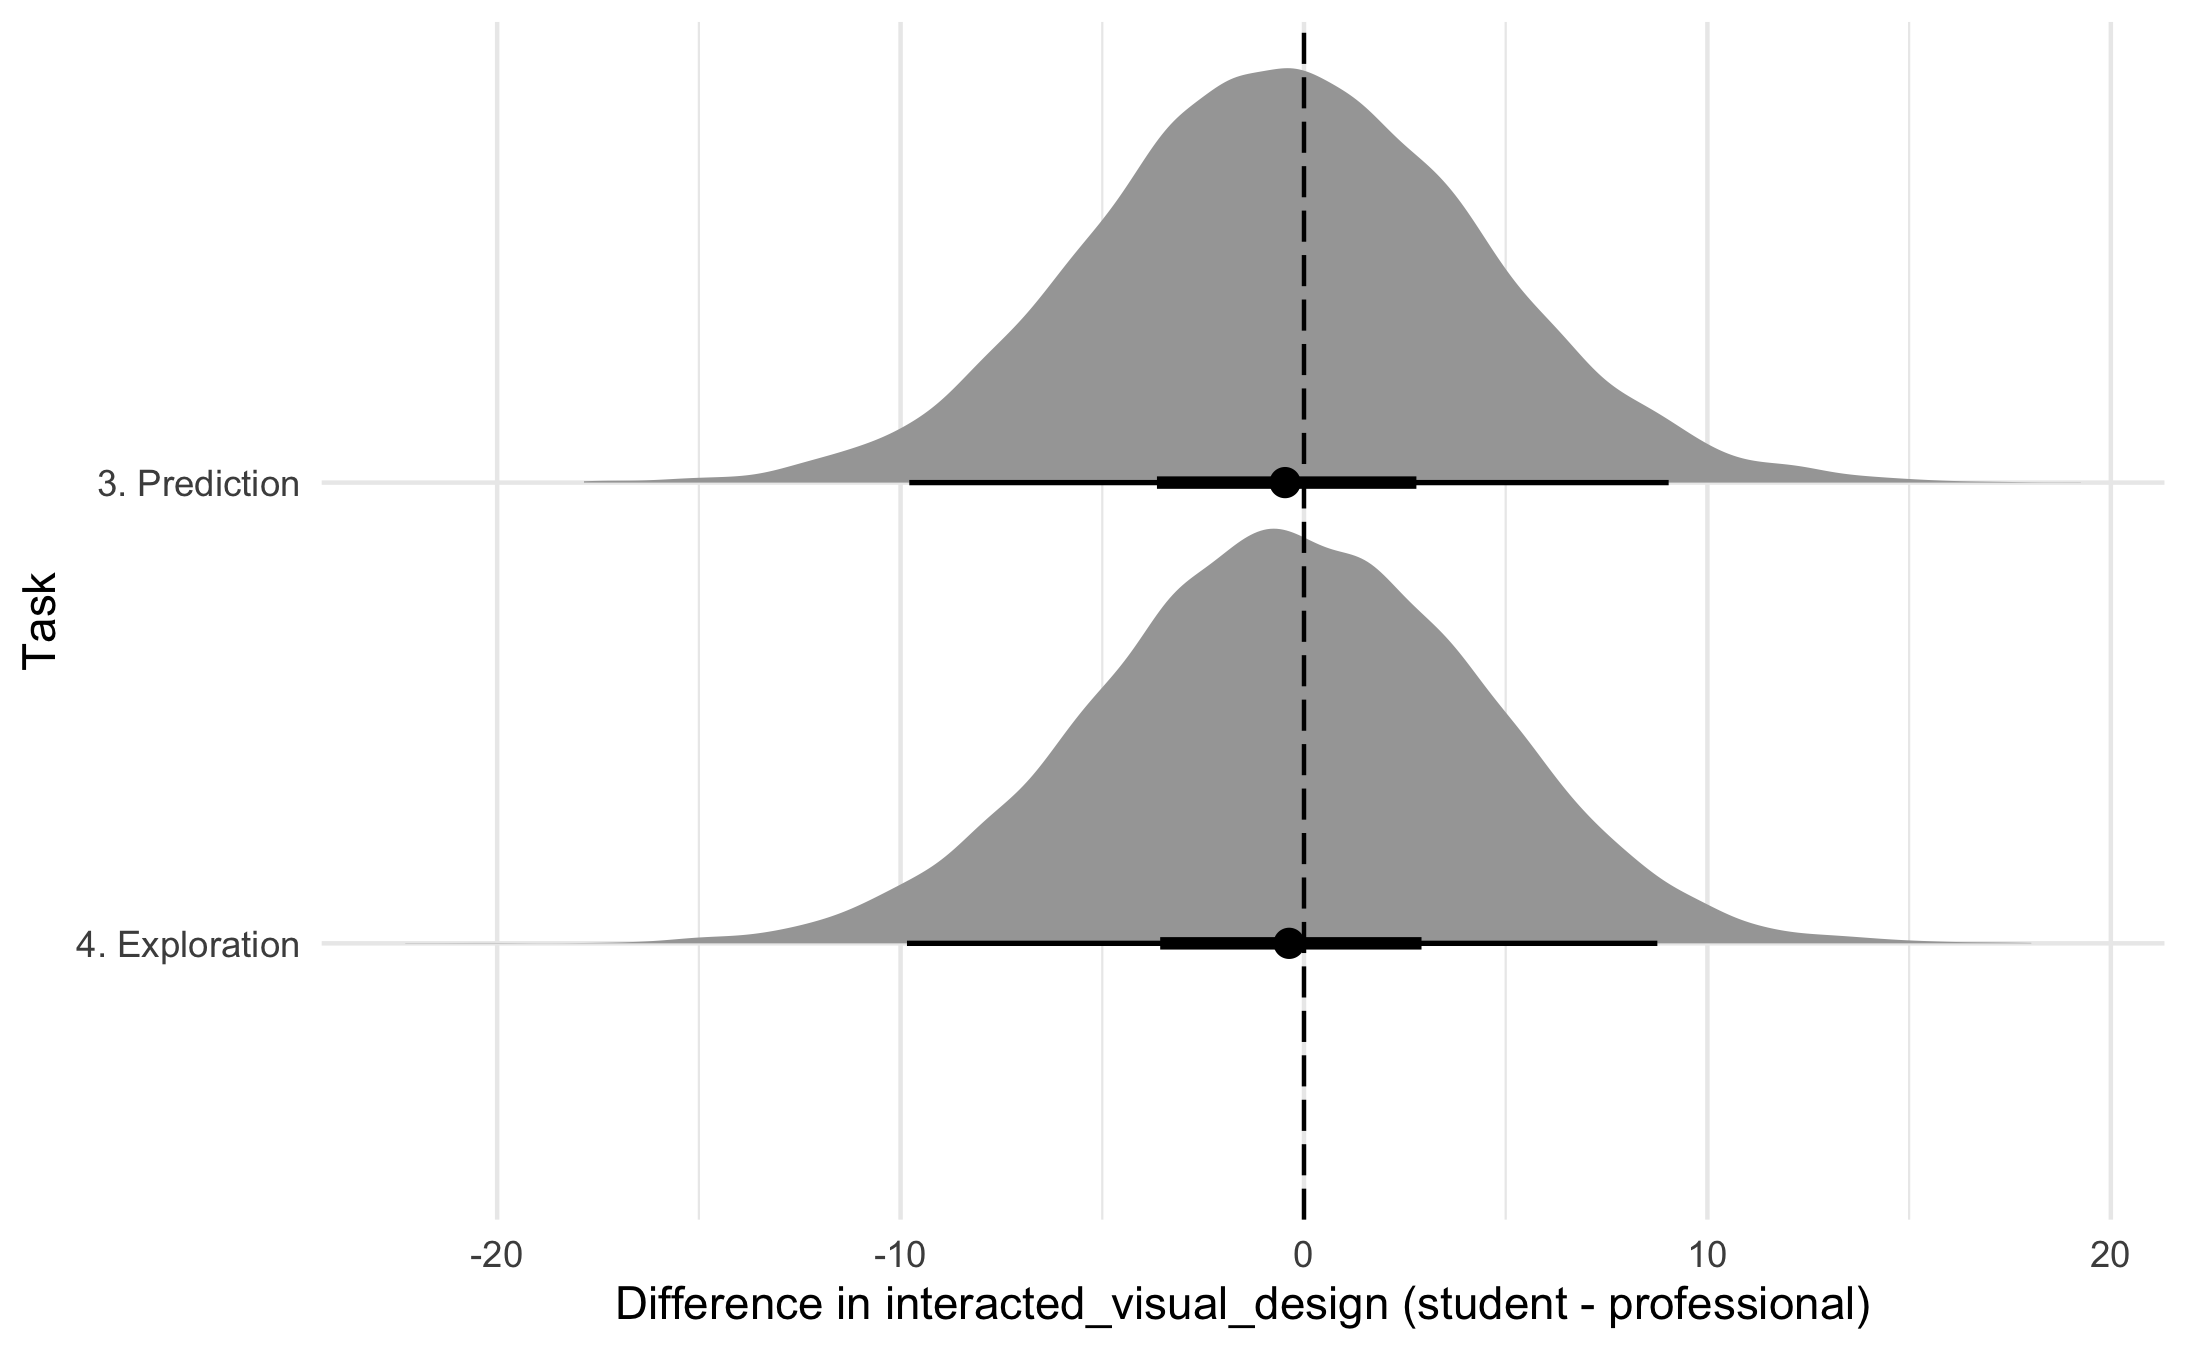 3. Prediction
Task
4. Exploration
-20 -10 0 10 20
Difference in interacted_visual_design (student - professional)